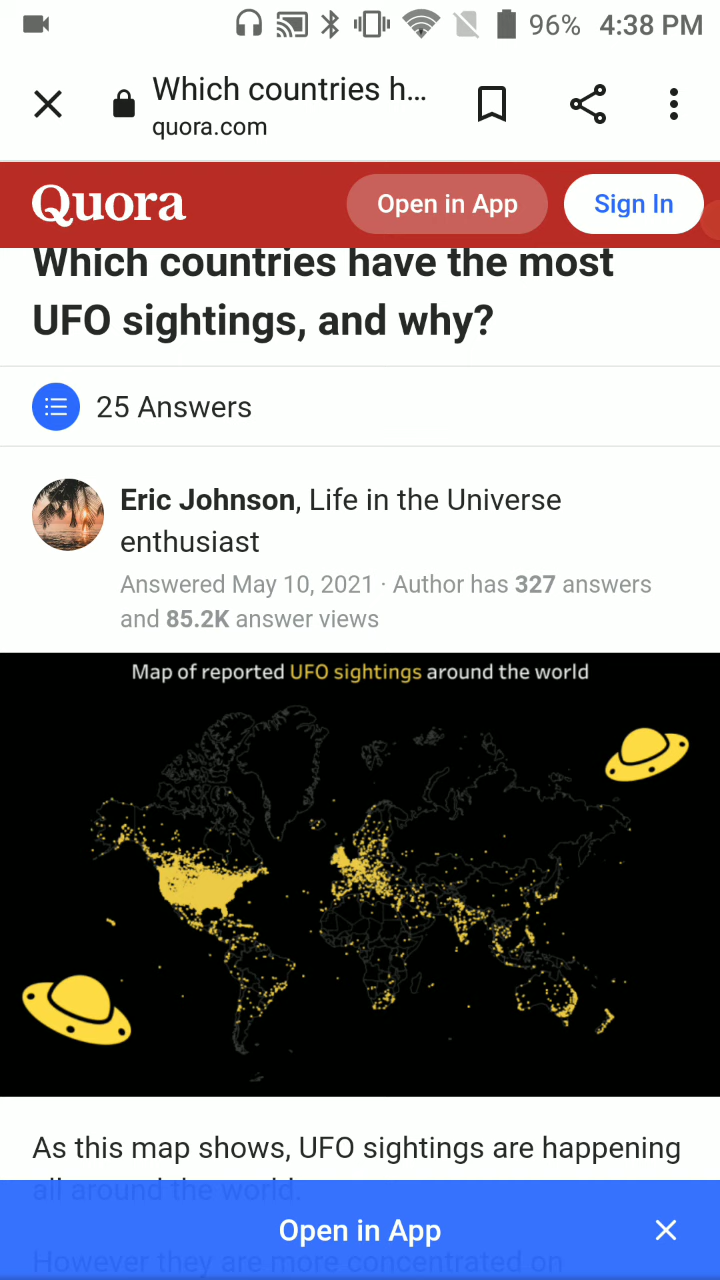 96% 4:38 PM
Which countries h...
quora.com
Quora
Open in App
Sign In
Which countries have the most
UFO sightings, and why?
25 Answers
Eric Johnson, Life in the Universe
enthusiast
Answered May 10, 2021 · Author has 327 answers
and 85.2K answer views
Map of reported UFO sightings around the world
As this map shows, UFO sightings are happening
all around the world.
Open in App
However they are more concentrated on